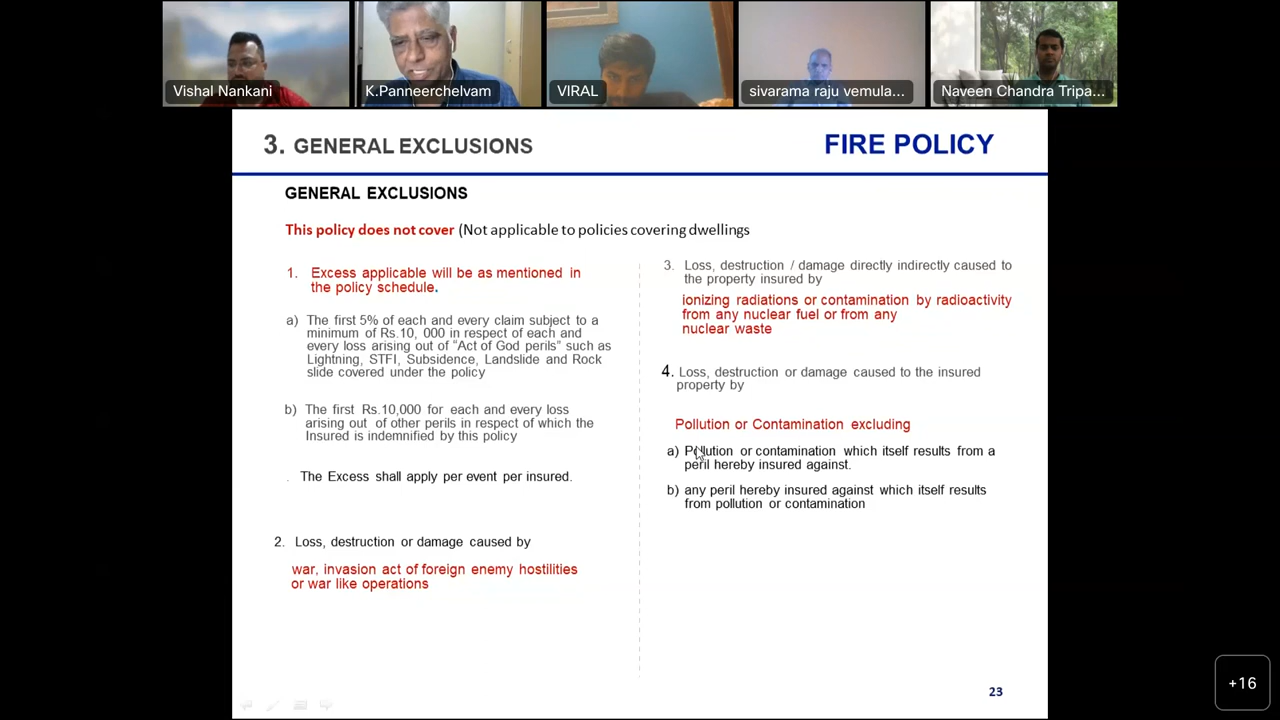 Vishal Nankani
K.Panneerchelvam
VIRAL
sivarama raju vemula...
Naveen Chandra Tripa...
3. GENERAL EXCLUSIONS
FIRE POLICY
GENERAL EXCLUSIONS
This policy does not cover (Not applicable to policies covering dwellings
1. Excess applicable will be as mentioned in
the policy schedule.
a) The first 5% of each and every claim subject to a
minimum of Rs.10, 000 in respect of each and
every loss arising out of “Act of God perils” such as
Lightning, STFI, Subsidence, Landslide and Rock
slide covered under the policy
b) The first Rs.10,000 for each and every loss
arising out of other perils in respect of which the
Insured is indemnified by this policy
. The Excess shall apply per event per insured.
2. Loss, destruction or damage caused by
war, invasion act of foreign enemy hostilities
or war like operations
3. Loss, destruction / damage directly indirectly caused to
the property insured by
ionizing radiations or contamination by radioactivity
from any nuclear fuel or from any
nuclear waste
4. Loss, destruction or damage caused to the insured
property by
Pollution or Contamination excluding
a) Pollution or contamination which itself results from a
peril hereby insured against.
b) any peril hereby insured against which itself results
from pollution or contamination
23
+16